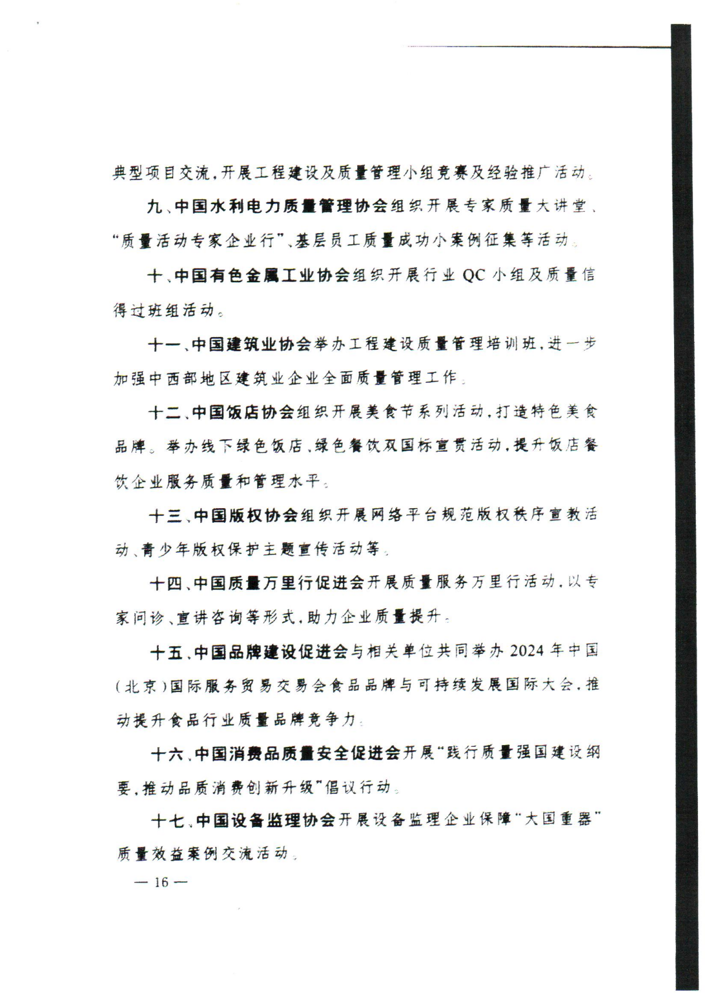 典型项目交流,开展工程建设及质量管理小组竞赛及经验推广活动。
九、中国水利电力质量管理协会组织开展专家质量大讲堂、
“质量活动专家企业行”、基层员工质量成功小案例征集等活动。
十、中国有色金属工业协会组织开展行业 QC 小组及质量信
得过班组活动。
十一、中国建筑业协会举办工程建设质量管理培训班,进一步
加强中西部地区建筑业企业全面质量管理工作。
十二、中国饭店协会组织开展美食节系列活动,打造特色美食
品牌。举办线下绿色饭店、绿色餐饮双国标宣贯活动,提升饭店餐
饮企业服务质量和管理水平。
十三、中国版权协会组织开展网络平台规范版权秩序宣教活
动、青少年版权保护主题宣传活动等。
十四、中国质量万里行促进会开展质量服务万里行活动,以专
家问诊、宣讲咨询等形式,助力企业质量提升。
十五、中国品牌建设促进会与相关单位共同举办 2024 年中国
(北京)国际服务贸易交易会食品品牌与可持续发展国际大会,推
动提升食品行业质量品牌竞争力。
十六、中国消费品质量安全促进会开展“践行质量强国建设纲
要,推动品质消费创新升级”倡议行动。
十七、中国设备监理协会开展设备监理企业保障“大国重器”
质量效益案例交流活动。
— 16 —